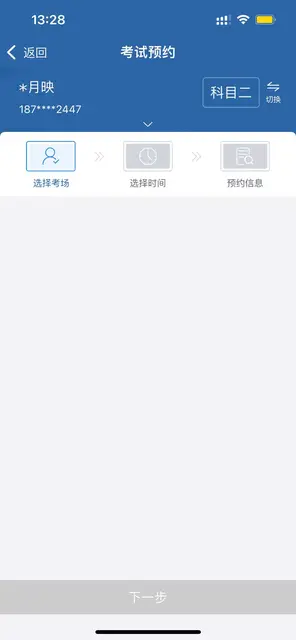 13:28
返回
考试预约
*月映
187****2447
科目二
切换
选择考场
选择时间
预约信息
下一步